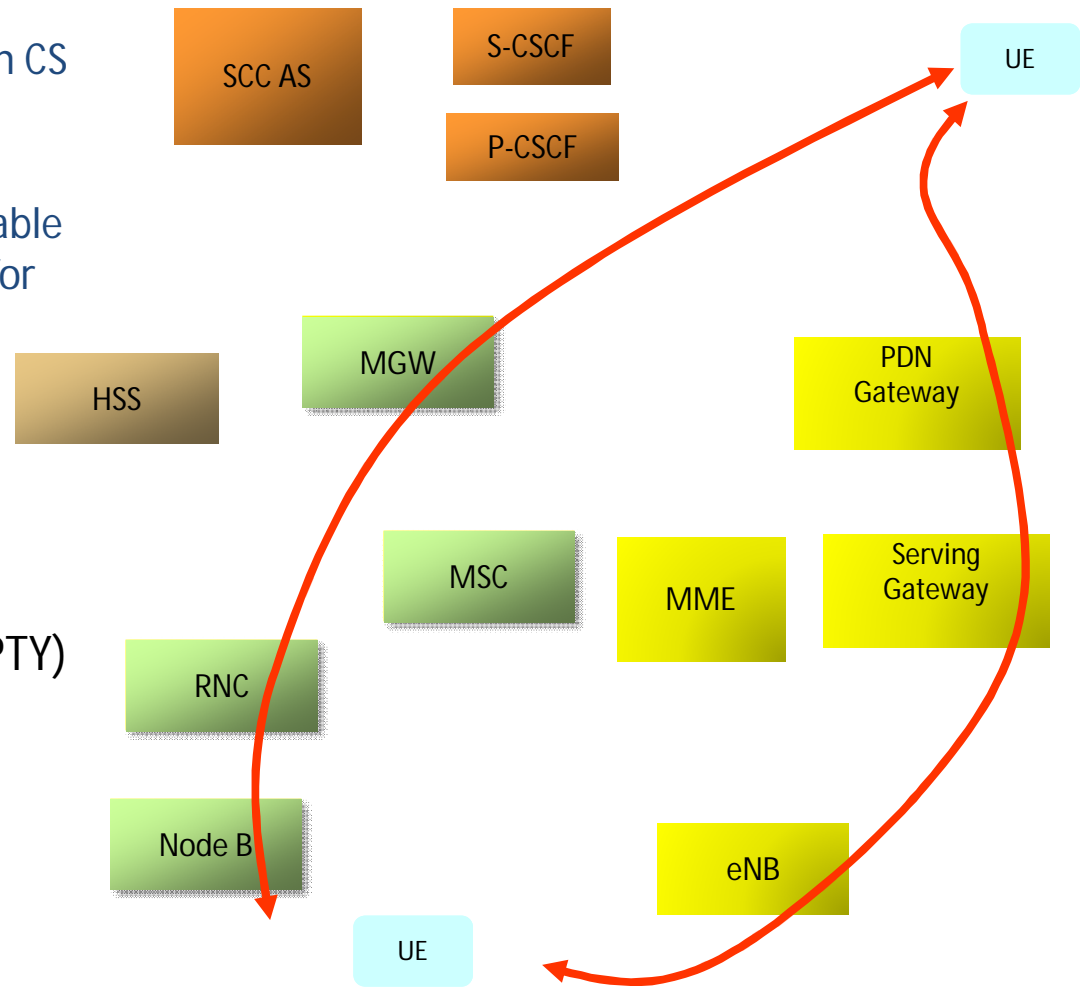 n CS
SCC AS
S-CSCF
UE
P-CSCF
able
for
MGW
HSS
PDN
Gateway
MSC
MME
Serving
Gateway
PTY)
RNC
Node B
eNB
UE